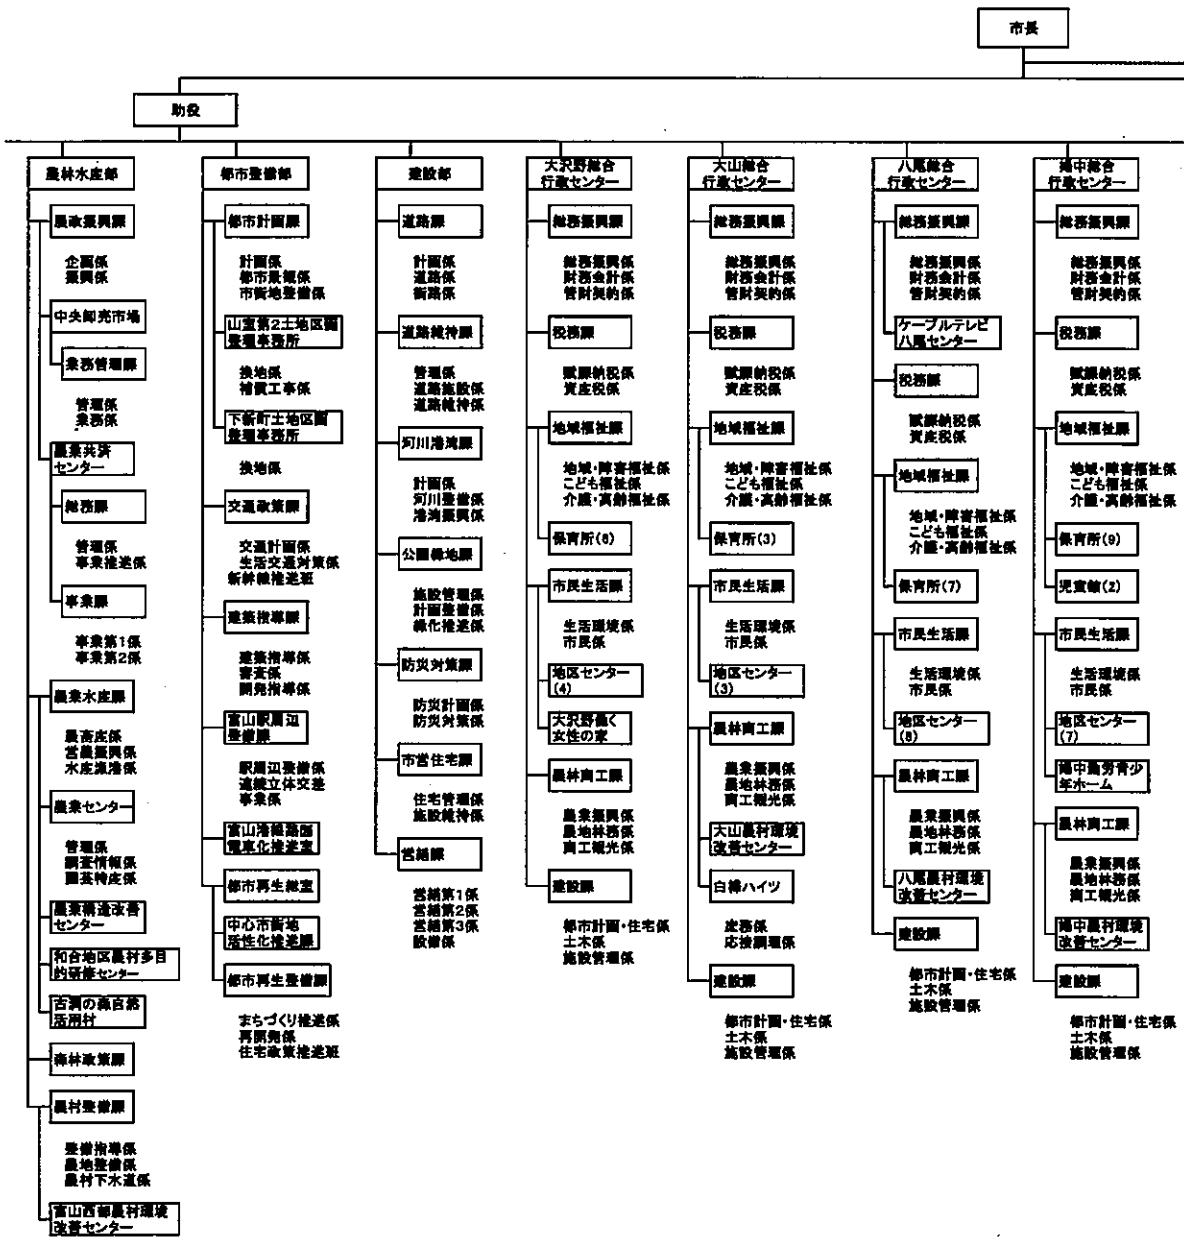 市長
助役
農林水産部
農政振興課
企画係
振興係
中央卸売市場
業務管理課
管理係
業務係
農業共済
センター
総務課
管理係
事業推進係
事業課
事業第1係
事業第2係
農業水産課
農畜産係
営農振興係
水産漁港係
農業センター
管理係
調査情報係
園芸特産係
農業構造改善
センター
和合地区農村多目
的研修センター
古洞の森自然
活用村
森林政策課
農村整備課
整備指導係
農地整備係
農村下水道係
富山西部農村環境
改善センター
都市整備部
都市計画課
計画係
都市景観係
市街地整備係
山室第2土地区画
整理事務所
換地係
補償工事係
下新町土地区画
整理事務所
換地係
交通政策課
交通計画係
生活交通対策係
新幹線推進班
建築指導課
建築指導係
審査係
開発指導係
富山駅周辺
整備課
駅周辺整備係
連続立体交差
事業係
富山港線路面
電車化推進室
都市再生総室
中心市街地
活性化推進課
都市再生整備課
まちづくり推進係
再開発係
住宅政策推進班
建設部
道路課
計画係
道路係
街路係
道路維持課
管理係
道路施設係
道路維持係
河川港湾課
計画係
河川整備係
港湾振興係
公園緑地課
施設管理係
計画整備係
緑化推進係
防災対策課
防災計画係
防災対策係
市営住宅課
住宅管理係
施設維持係
営繕課
営繕第1係
営繕第2係
営繕第3係
設備係
大沢野総合
行政センター
総務振興課
総務振興係
財務会計係
管財契約係
税務課
賦課納税係
資産税係
地域福祉課
地域・障害福祉係
こども福祉係
介護・高齢福祉係
保育所(6)
市民生活課
生活環境係
市民係
地区センター
(4)
大沢野働く
女性の家
農林商工課
農業振興係
農地林務係
商工観光係
建設課
都市計画・住宅係
土木係
施設管理係
大山総合
行政センター
総務振興課
総務振興係
財務会計係
管財契約係
税務課
賦課納税係
資産税係
地域福祉課
地域・障害福祉係
こども福祉係
介護・高齢福祉係
保育所(3)
市民生活課
生活環境係
市民係
地区センター
(3)
農林商工課
農業振興係
農地林務係
商工観光係
大山農村環境
改善センター
白樺ハイツ
庶務係
応接調理係
建設課
都市計画・住宅係
土木係
施設管理係
八尾総合
行政センター
総務振興課
総務振興係
財務会計係
管財契約係
ケーブルテレビ
八尾センター
税務課
賦課納税係
資産税係
地域福祉課
地域・障害福祉係
こども福祉係
介護・高齢福祉係
保育所(7)
市民生活課
生活環境係
市民係
地区センター
(8)
農林商工課
農業振興係
農地林務係
商工観光係
八尾農村環境
改善センター
建設課
都市計画・住宅係
土木係
施設管理係
婦中総合
行政センター
総務振興課
総務振興係
財務会計係
管財契約係
税務課
賦課納税係
資産税係
地域福祉課
地域・障害福祉係
こども福祉係
介護・高齢福祉係
保育所(9)
児童館(2)
市民生活課
生活環境係
市民係
地区センター
(7)
婦中勤労青少
年ホーム
農林商工課
農業振興係
農地林務係
商工観光係
婦中農村環境
改善センター
建設課
都市計画・住宅係
土木係
施設管理係